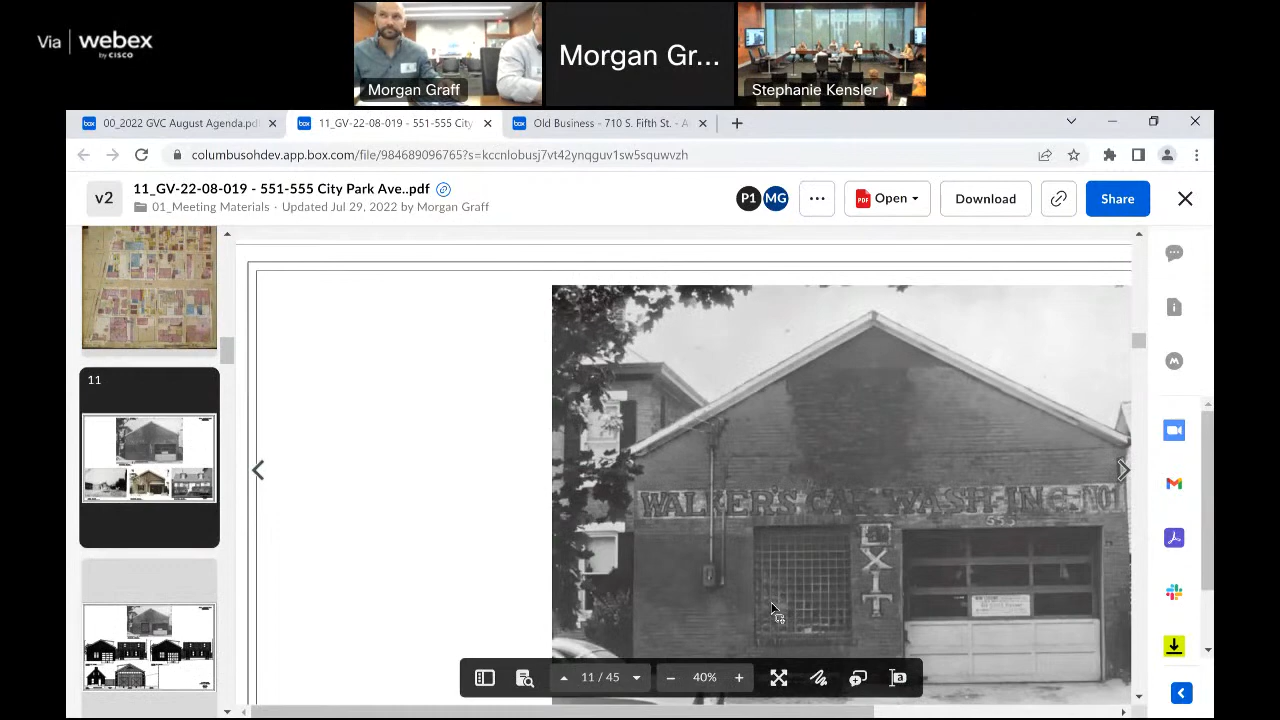 Via webex
by CISCO
Morgan Graff
Morgan Gr...
Stephanie Kensler
00_2022 GVC August Agenda.pd
11_GV-22-08-019 - 551-555 City
Old Business - 710 S. Fifth St. - A
columbusohdev.app.box.com/file/984689096765?s=kccnlobusj7vt42ynqguv1sw5squwvzh
v2
11_GV-22-08-019 - 551-555 City Park Ave..pdf
01_Meeting Materials · Updated Jul 29, 2022 by Morgan Graff
P1 MG
PDF Open
Download
Share
11
WALKER'S CAR WASH INC. NO1
553
EXIT
11 / 45
40%